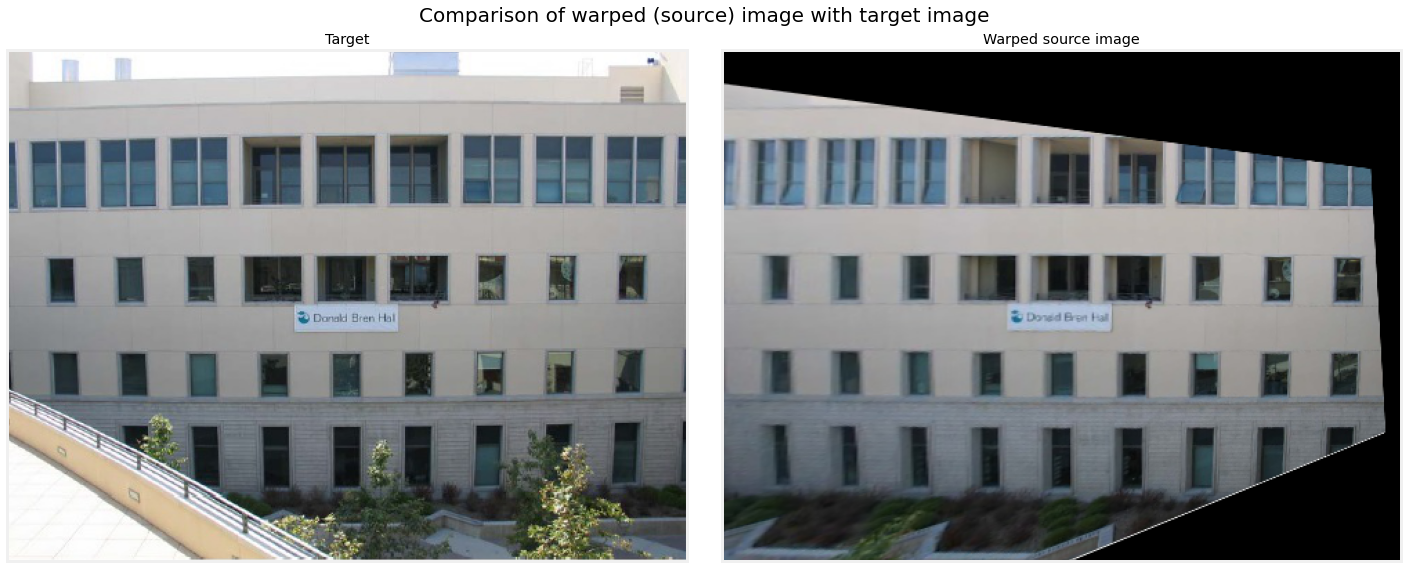 Comparison of warped (source) image with target image
Target
Warped source image
Donald Bren Hall
Donald Bren Hall